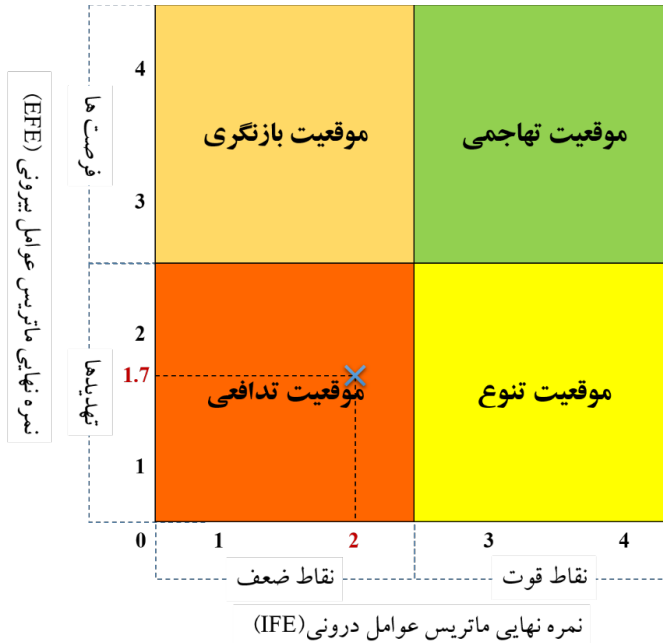 4
3
2
1.7
1
0
1
2
3
4
فرصت ها
تهدیدها
نمره نهایی ماتریس عوامل بیرونی (EFE)
موقعیت بازنگری
موقعیت تهاجمی
موقعیت تدافعی
موقعیت تنوع
نقاط ضعف
نقاط قوت
نمره نهایی ماتریس عوامل درونی(IFE)